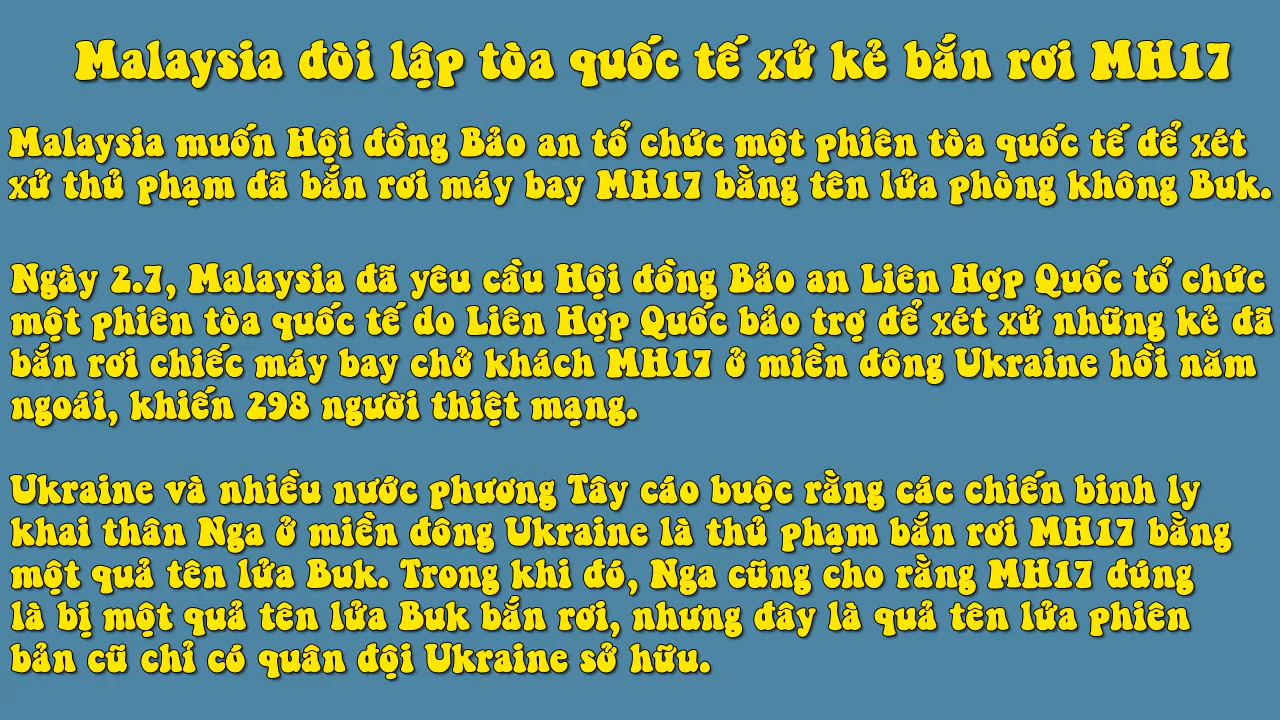 Malaysia đòi lập tòa quốc tế xử kẻ bắn rơi MH17
Malaysia muốn Hội đồng Bảo an tổ chức một phiên tòa quốc tế để xét
xử thủ phạm đã bắn rơi máy bay MH17 bằng tên lửa phòng không Buk.
Ngày 2.7, Malaysia đã yêu cầu Hội đồng Bảo an Liên Hợp Quốc tổ chức
một phiên tòa quốc tế do Liên Hợp Quốc bảo trợ để xét xử những kẻ đã
bắn rơi chiếc máy bay chở khách MH17 ở miền đông Ukraine hồi năm
ngoái, khiến 298 người thiệt mạng.
Ukraine và nhiều nước phương Tây cáo buộc rằng các chiến binh ly
khai thân Nga ở miền đông Ukraine là thủ phạm bắn rơi MH17 bằng
một quả tên lửa Buk. Trong khi đó, Nga cũng cho rằng MH17 đúng
là bị một quả tên lửa Buk bắn rơi, nhưng đây là quả tên lửa phiên
bản cũ chỉ có quân đội Ukraine sở hữu.